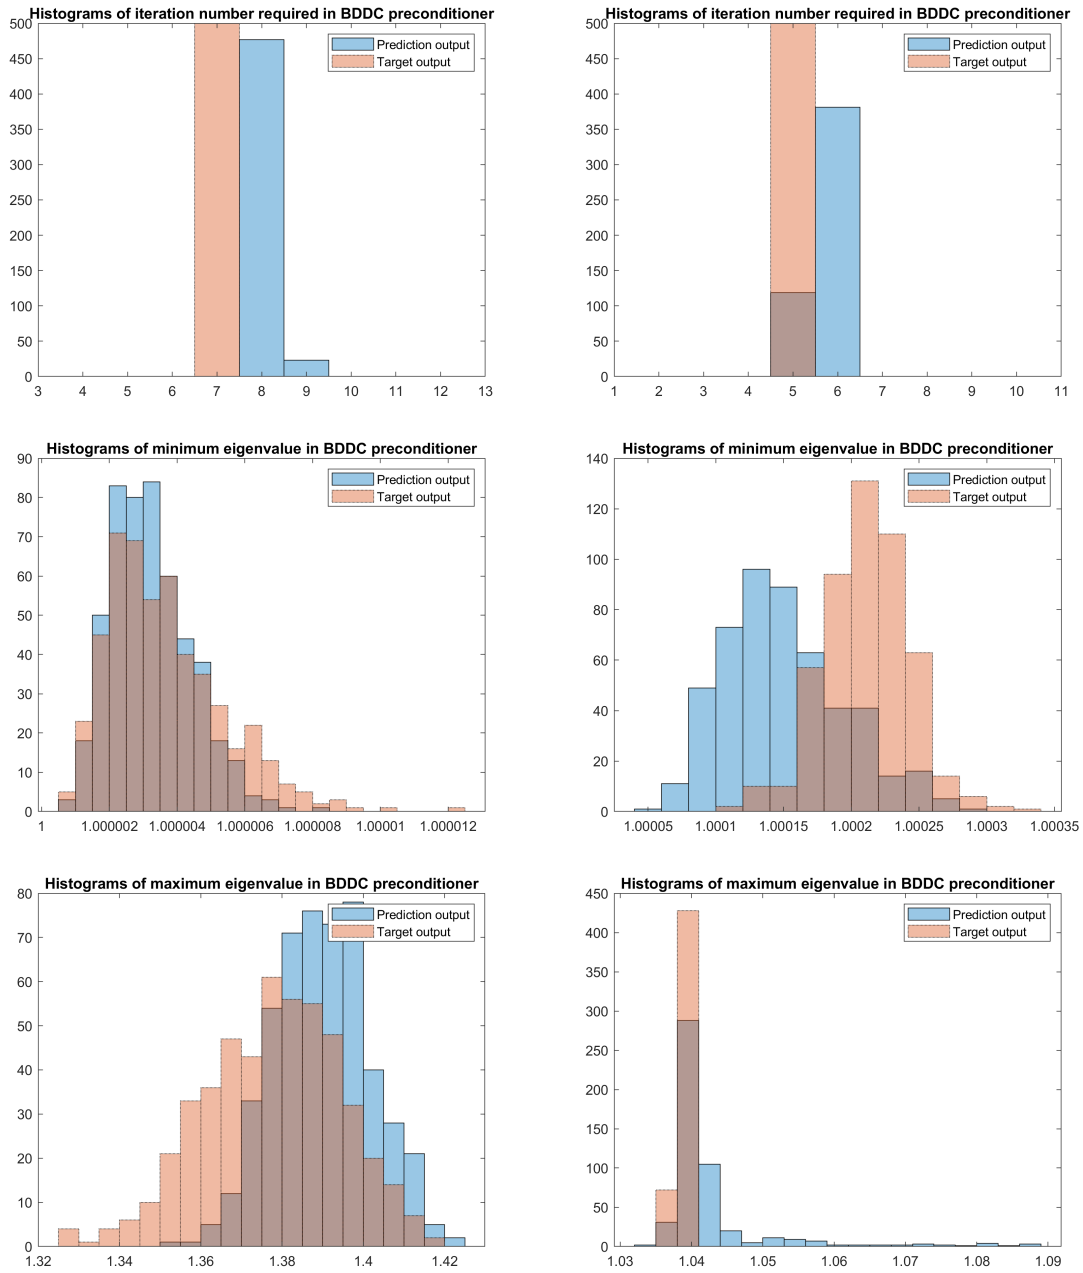 Histograms of iteration number required in BDDC preconditioner
500
450
400
350
300
250
200
150
100
50
0
3 4 5 6 7 8 9 10 11 12 13
Prediction output
Target output
Histograms of iteration number required in BDDC preconditioner
500
450
400
350
300
250
200
150
100
50
0
1 2 3 4 5 6 7 8 9 10 11
Prediction output
Target output
Histograms of minimum eigenvalue in BDDC preconditioner
90
80
70
60
50
40
30
20
10
0
1 1.000002 1.000004 1.000006 1.000008 1.00001 1.000012
Prediction output
Target output
Histograms of minimum eigenvalue in BDDC preconditioner
140
120
100
80
60
40
20
0
1.00005 1.0001 1.00015 1.0002 1.00025 1.0003 1.00035
Prediction output
Target output
Histograms of maximum eigenvalue in BDDC preconditioner
80
70
60
50
40
30
20
10
0
1.32 1.34 1.36 1.38 1.4 1.42
Prediction output
Target output
Histograms of maximum eigenvalue in BDDC preconditioner
450
400
350
300
250
200
150
100
50
0
1.03 1.04 1.05 1.06 1.07 1.08 1.09
Prediction output
Target output